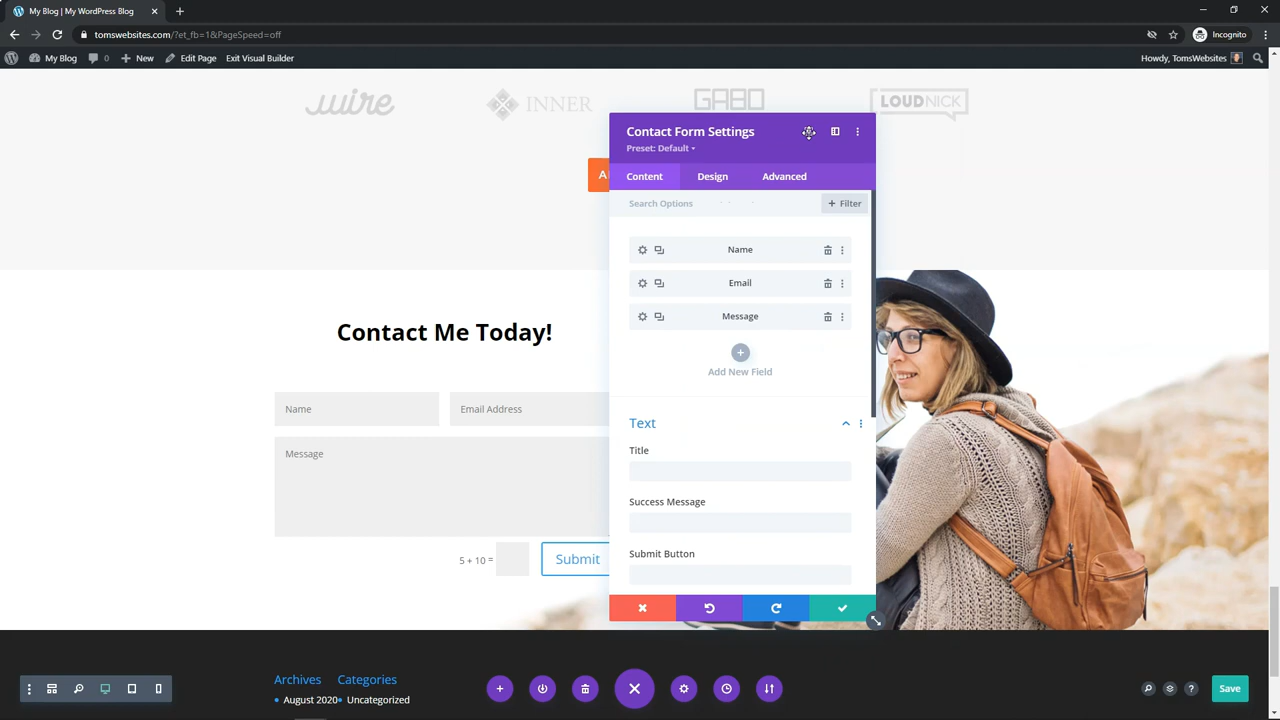 My Blog | My WordPress Blog
tomswebsites.com/?et_fb=1&PageSpeed=off
Incognito
My Blog
0
New
Edit Page
Exit Visual Builder
Howdy, TomsWebsites
wire
INNER
GABO
LOUDNICK
Contact Form Settings
Preset: Default
Content
Design
Advanced
Search Options
+ Filter
Name
Email
Message
Add New Field
Text
Title
Success Message
Submit Button
Contact Me Today!
Name
Email Address
Message
5 + 10 =
Submit
Archives
Categories
August 2020
Uncategorized
Save